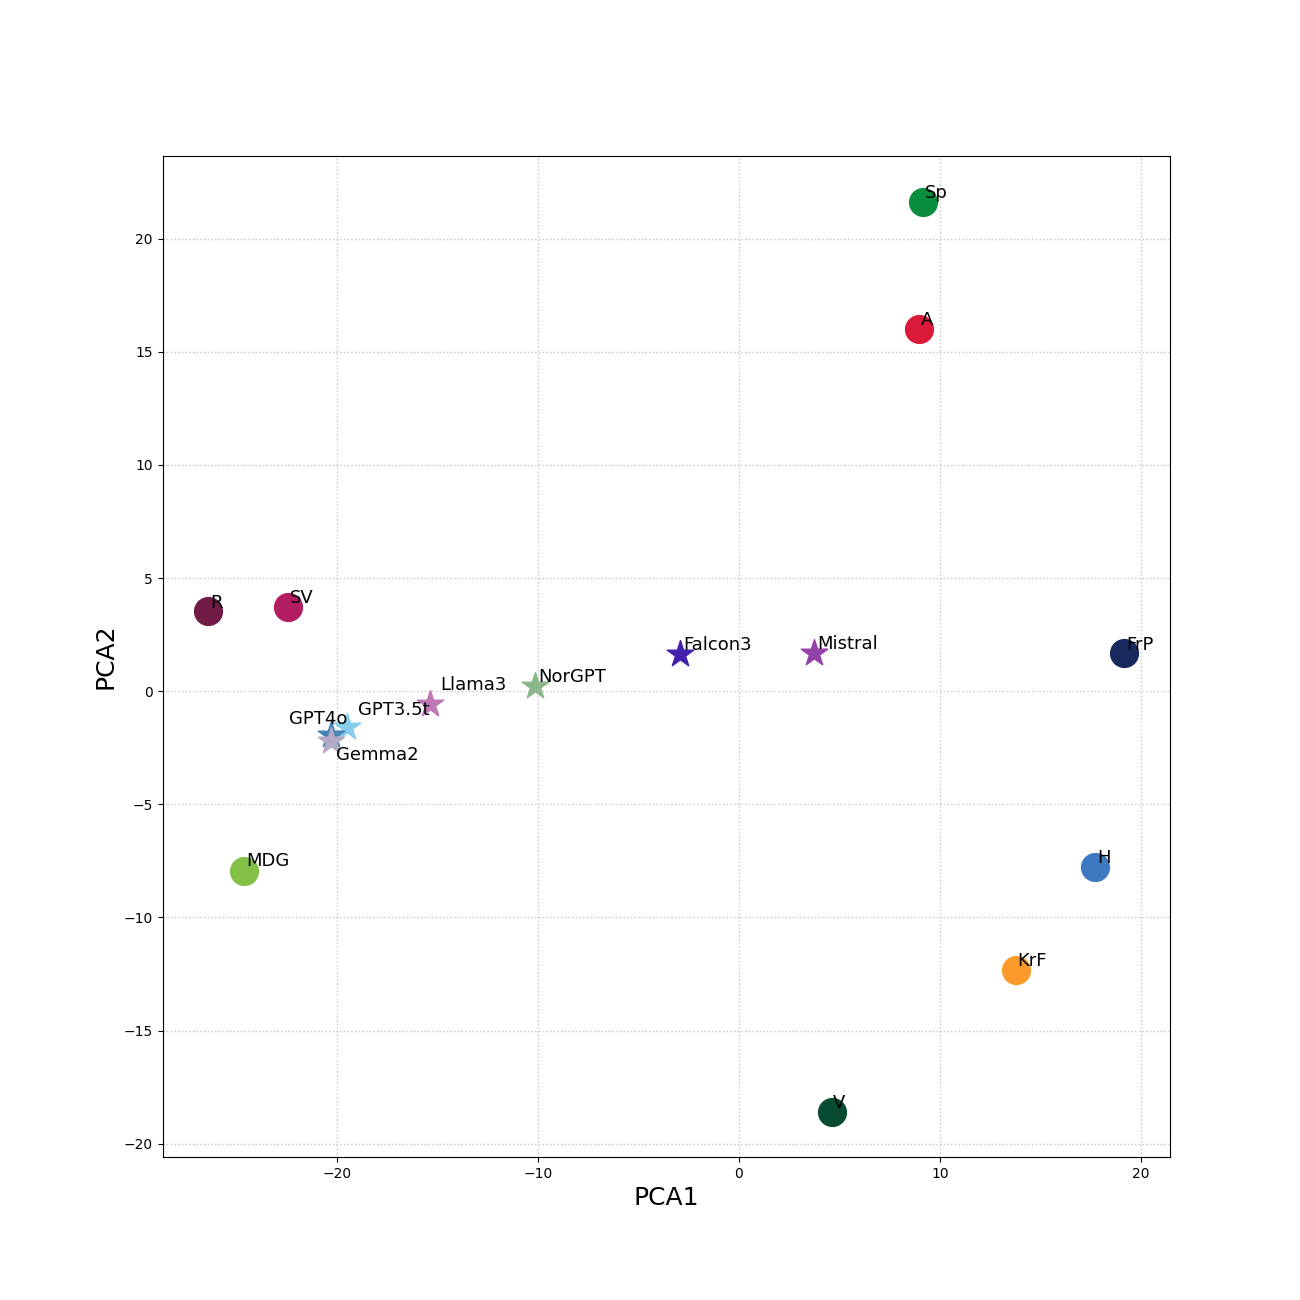 Sp
A
20
15
10
5
0
−5
−10
−15
−20
PCA2
R
SV
Falcon3
Mistral
FrP
NorGPT
Llama3
GPT3.5t
GPT4o
Gemma2
MDG
H
KrF
V
−20
−10
0
10
20
PCA1